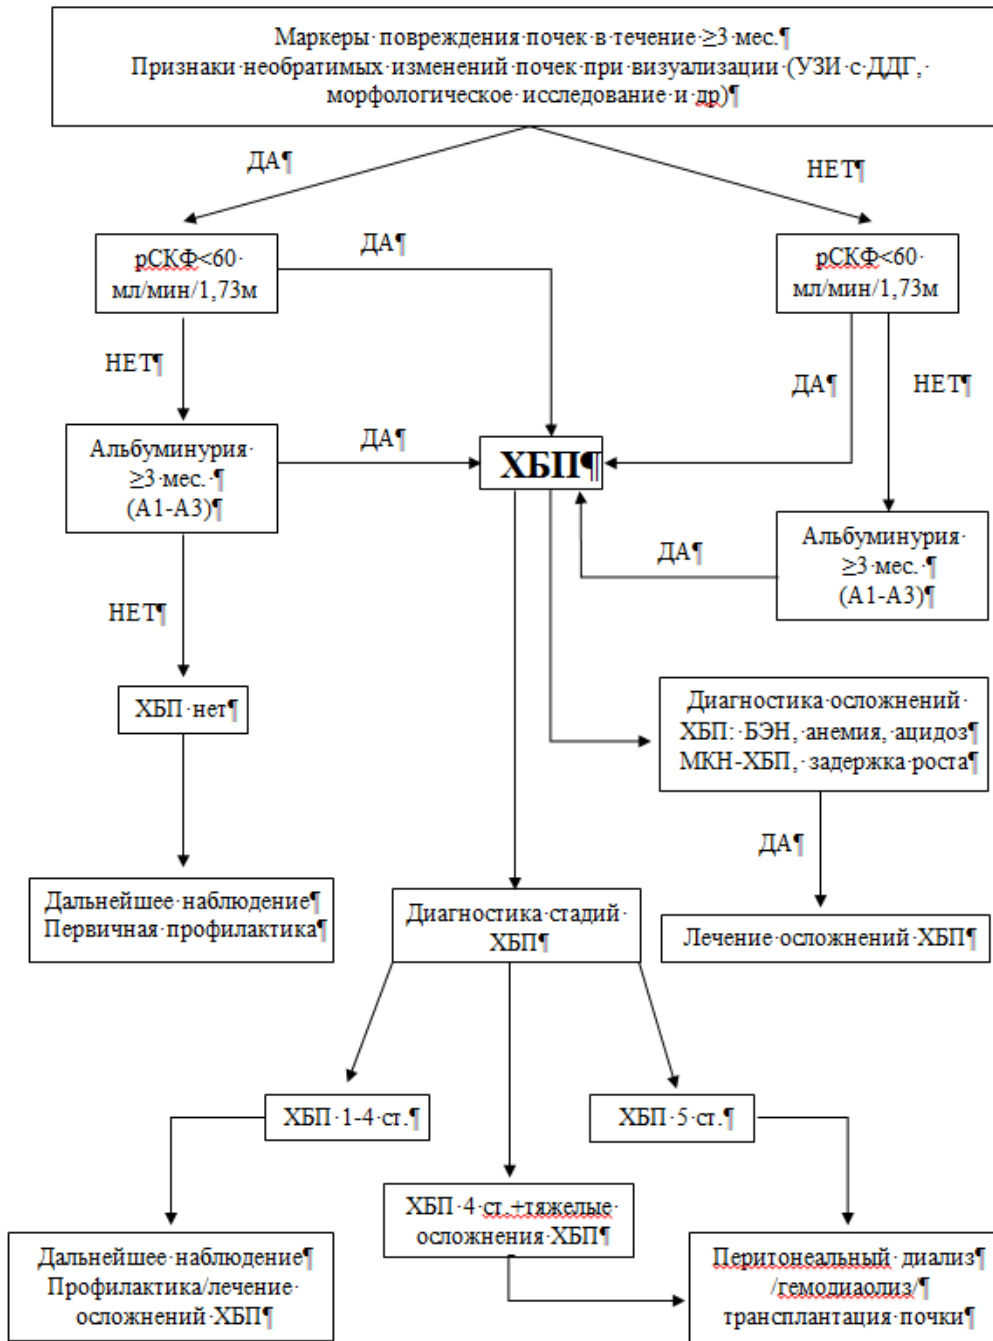 Маркеры повреждения почек в течение ≥3 мес.¶
Признаки необратимых изменений почек при визуализации (УЗИ с ДДГ,
морфологическое исследование и др)¶
ДА¶
НЕТ¶
рСКФ<60
мл/мин/1,73м
ДА¶
рСКФ<60
мл/мин/1,73м
НЕТ¶
ДА¶
НЕТ¶
Альбуминурия
≥3 мес. ¶
(А1-А3)¶
ДА¶
ХБП¶
Альбуминурия
≥3 мес. ¶
(А1-А3)¶
ДА¶
НЕТ¶
ХБП нет¶
Диагностика осложнений
ХБП: БЭН, анемия, ацидоз¶
МКН-ХБП, задержка роста¶
ДА¶
Дальнейшее наблюдение¶
Первичная профилактика¶
Диагностика стадий
ХБП¶
Лечение осложнений ХБП¶
ХБП 1-4 ст.¶
ХБП 5 ст.¶
ХБП 4 ст.+тяжелые
осложнения ХБП¶
Дальнейшее наблюдение¶
Профилактика/лечение
осложнений ХБП¶
Перитонеальный диализ
/гемодиаолиз/¶
трансплантация почки¶